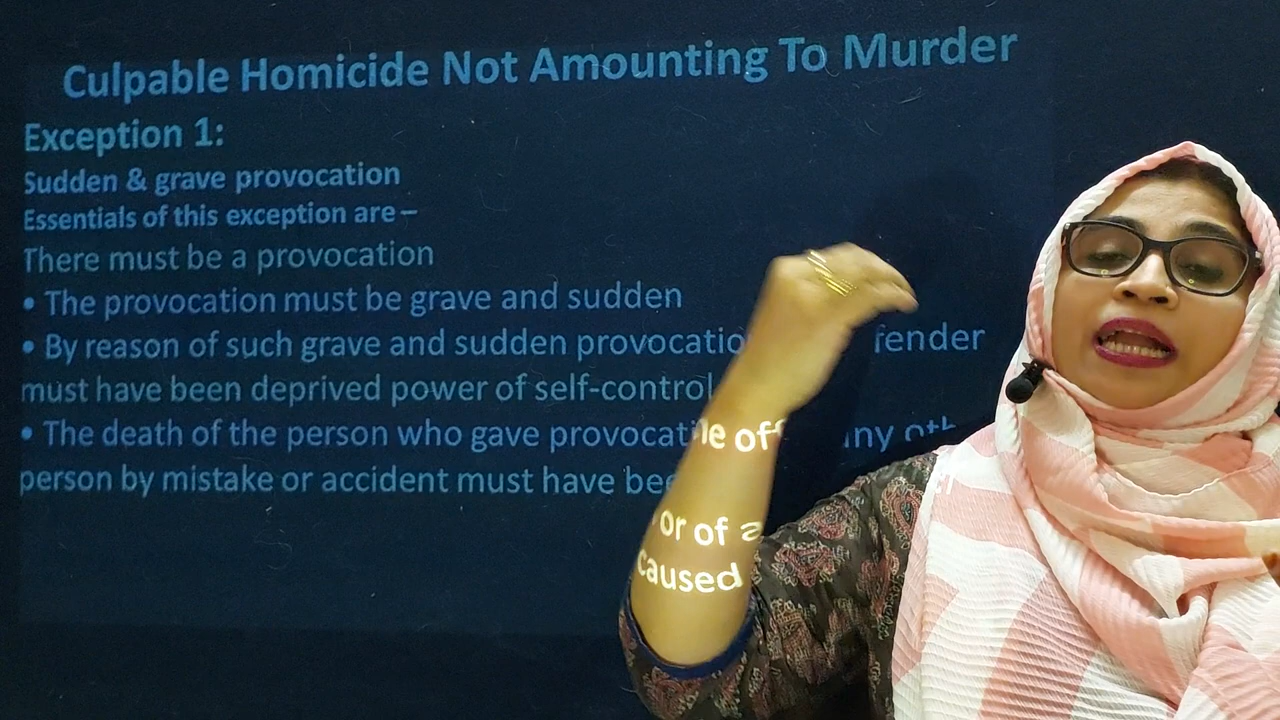 Culpable Homicide Not Amounting To Murder
Exception 1:
Sudden & grave provocation
Essentials of this exception are –
There must be a provocation
• The provocation must be grave and sudden
• By reason of such grave and sudden provocatio fender
must have been deprived power of self-control
• The death of the person who gave provocat ny oth
person by mistake or accident must have bee
e off
or of a
caused